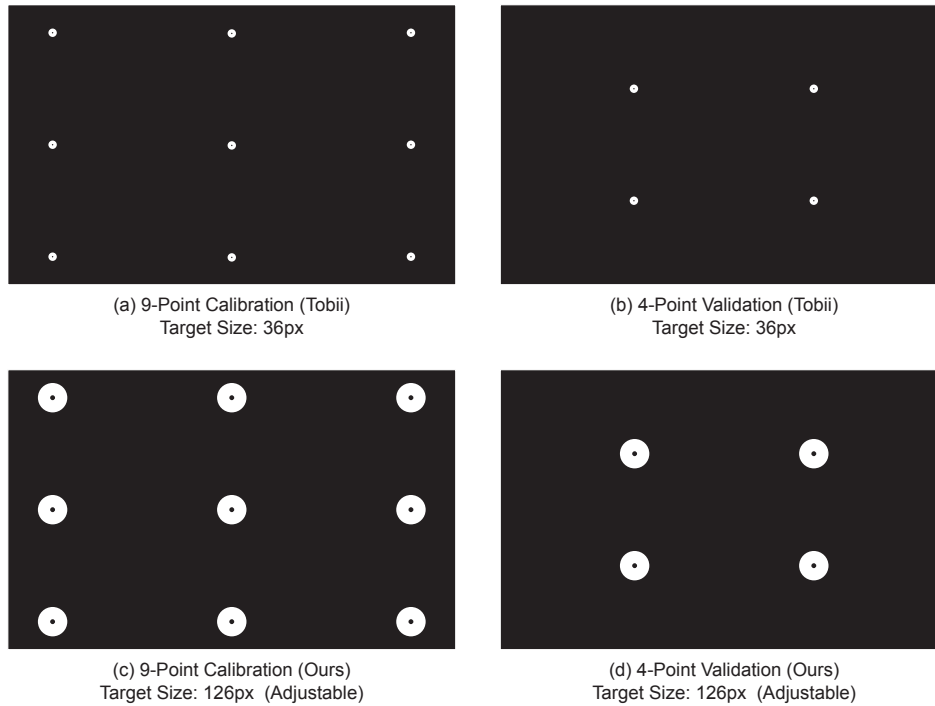 (a) 9-Point Calibration (Tobii)
Target Size: 36px
(b) 4-Point Validation (Tobii)
Target Size: 36px
(c) 9-Point Calibration (Ours)
Target Size: 126px (Adjustable)
(d) 4-Point Validation (Ours)
Target Size: 126px (Adjustable)